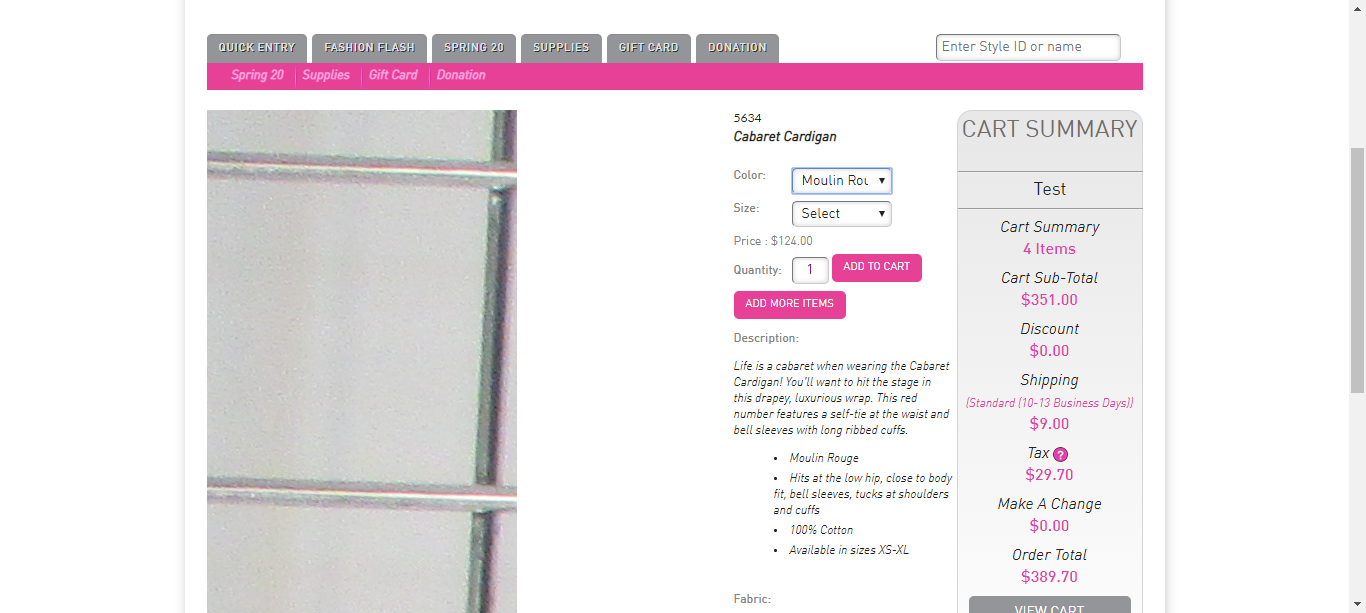 QUICK ENTRY
FASHION FLASH
SPRING 20
SUPPLIES
GIFT CARD
DONATION
Enter Style ID or name
Spring 20
Supplies
Gift Card
Donation
5634
Cabaret Cardigan
Color:
Moulin Rou
Size:
Select
Price : $124.00
Quantity:
1
ADD TO CART
ADD MORE ITEMS
Description:
Life is a cabaret when wearing the Cabaret
Cardigan! You'll want to hit the stage in
this drapey, luxurious wrap. This red
number features a self-tie at the waist and
bell sleeves with long ribbed cuffs.
• Moulin Rouge
• Hits at the low hip, close to body
fit, bell sleeves, tucks at shoulders
and cuffs
• 100% Cotton
• Available in sizes XS-XL
Fabric:
CART SUMMARY
Test
Cart Summary
4 Items
Cart Sub-Total
$351.00
Discount
$0.00
Shipping
(Standard (10-13 Business Days))
$9.00
Tax ?
$29.70
Make A Change
$0.00
Order Total
$389.70
VIEW CART